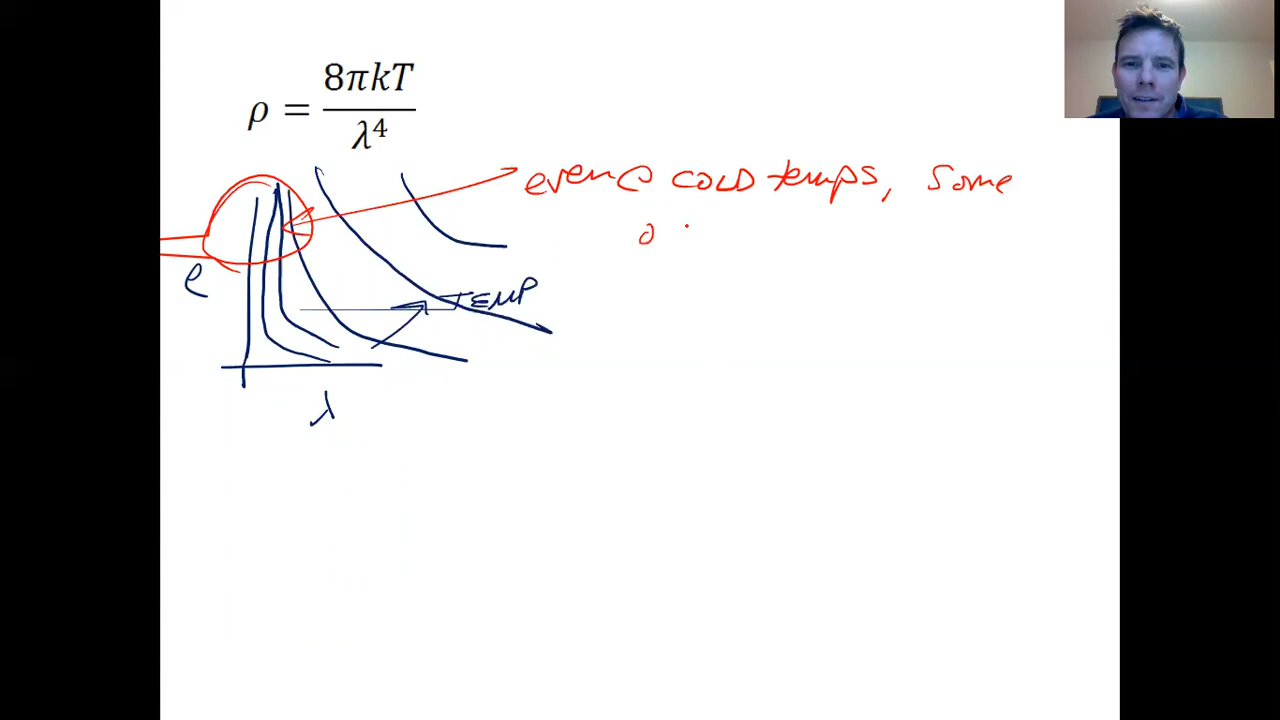 ρ = 8πkT / λ⁴
even @ COLD temps, Some
o
ρ
TEMP
λ